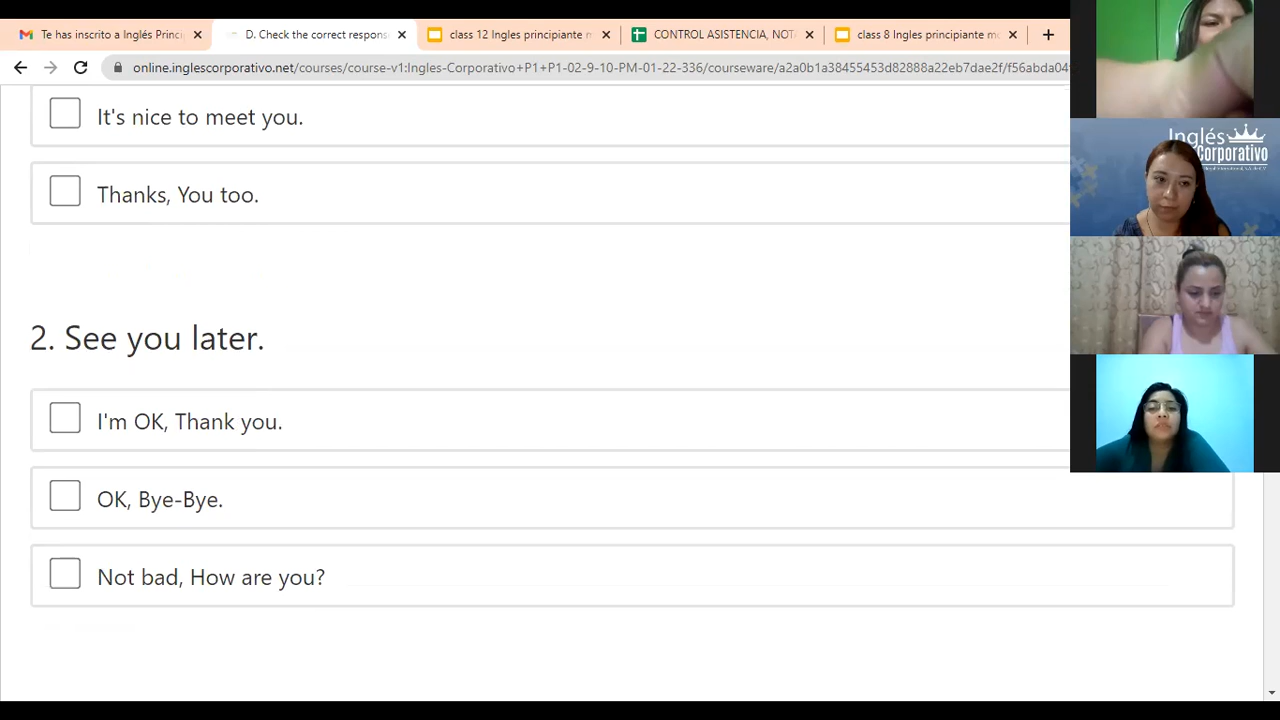 Te has inscrito a Inglés Princi
D. Check the correct respons
class 12 Ingles principiante m
CONTROL ASISTENCIA, NOT
class 8 Ingles principiante mo
online.inglescorporativo.net/courses/course-v1:Ingles-Corporativo+P1+P1-02-9-10-PM-01-22-336/courseware/a2a0b1a38455453d82888a22eb7dae2f/f56abda04
It's nice to meet you.
Thanks, You too.
2. See you later.
I'm OK, Thank you.
OK, Bye-Bye.
Not bad, How are you?
Inglés
Corporativo